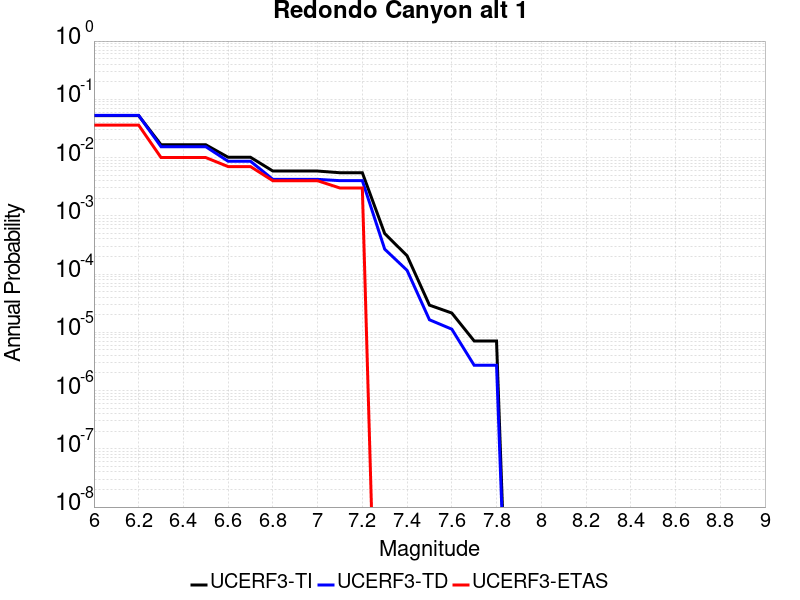 Redondo Canyon alt 1
10^0
10^-1
10^-2
10^-3
10^-4
10^-5
10^-6
10^-7
10^-8
Annual Probability
6 6.2 6.4 6.6 6.8 7 7.2 7.4 7.6 7.8 8 8.2 8.4 8.6 8.8 9
Magnitude
UCERF3-TI UCERF3-TD UCERF3-ETAS